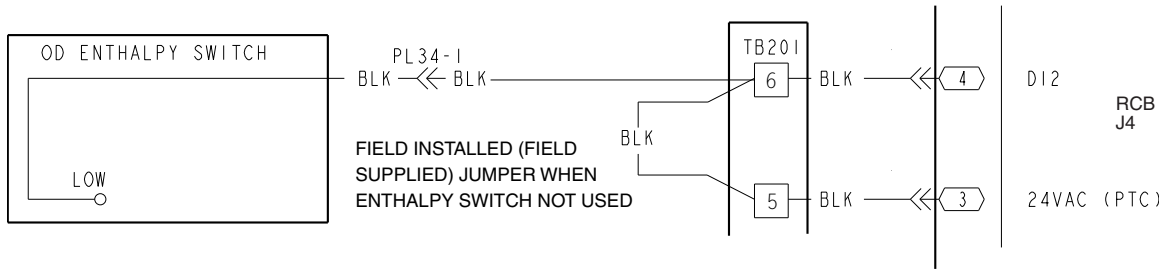 OD ENTHALPY SWITCH
LOW
PL34-1
BLK BLK
FIELD INSTALLED (FIELD
SUPPLIED) JUMPER WHEN
ENTHALPY SWITCH NOT USED
BLK
TB201
6 BLK 4 DI2
5 BLK 3 24VAC (PTC)
RCB
J4